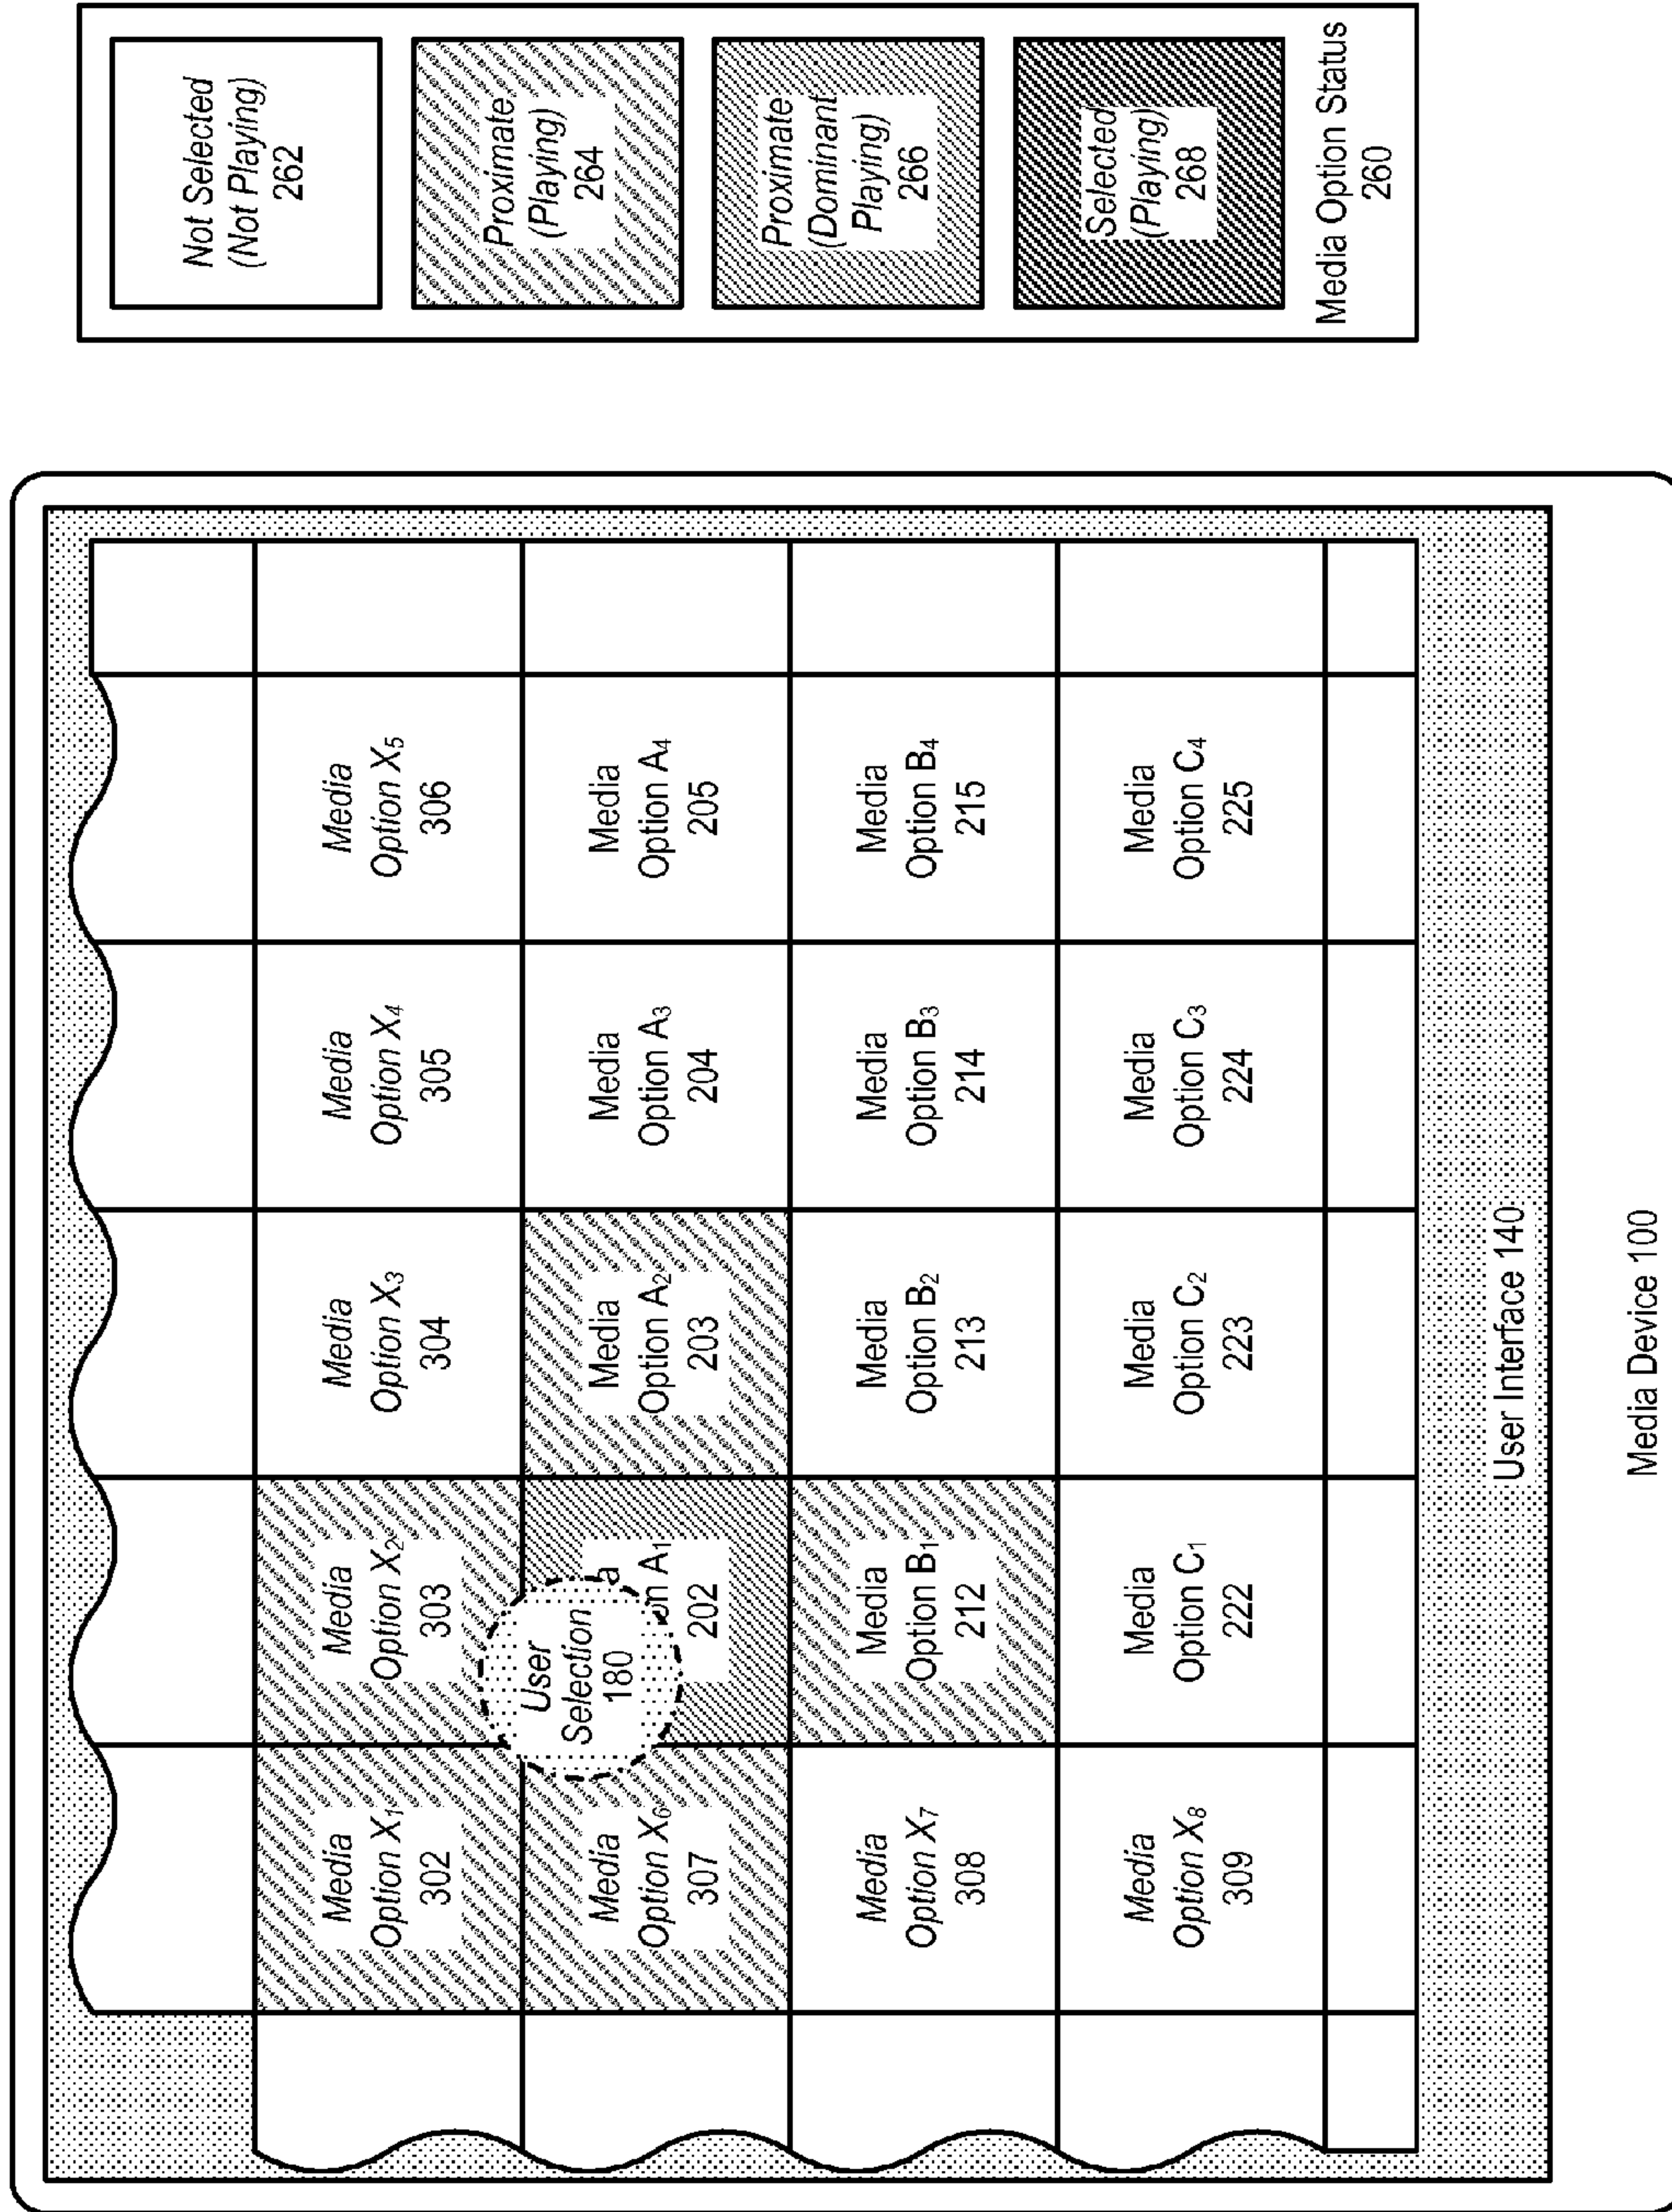 Media
Option X₁
302
Media
Option X₂
303
Media
Option X₃
304
Media
Option X₄
305
Media
Option X₅
306
Media
Option X₆
307
User
Selection
180
a
on A₁
202
Media
Option A₂
203
Media
Option A₃
204
Media
Option A₄
205
Media
Option X₇
308
Media
Option B₁
212
Media
Option B₂
213
Media
Option B₃
214
Media
Option B₄
215
Media
Option X₈
309
Media
Option C₁
222
Media
Option C₂
223
Media
Option C₃
224
Media
Option C₄
225
User Interface 140
Media Device 100
Not Selected
(Not Playing)
262
Proximate
(Playing)
264
Proximate
(Dominant
Playing)
266
Selected
(Playing)
268
Media Option Status
260